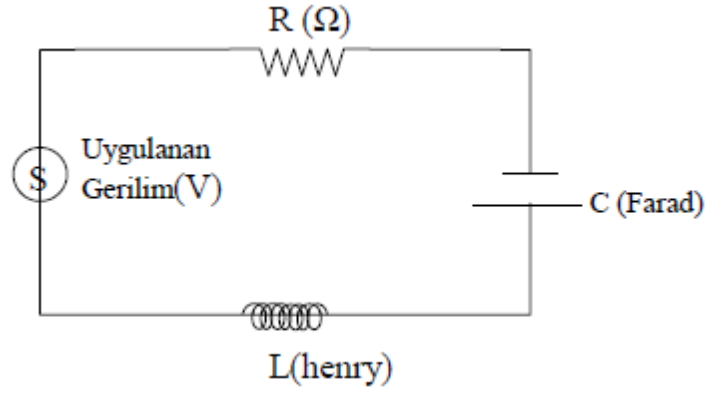 R (Ω)
Uygulanan
Gerilim(V)
S
C (Farad)
L(henry)